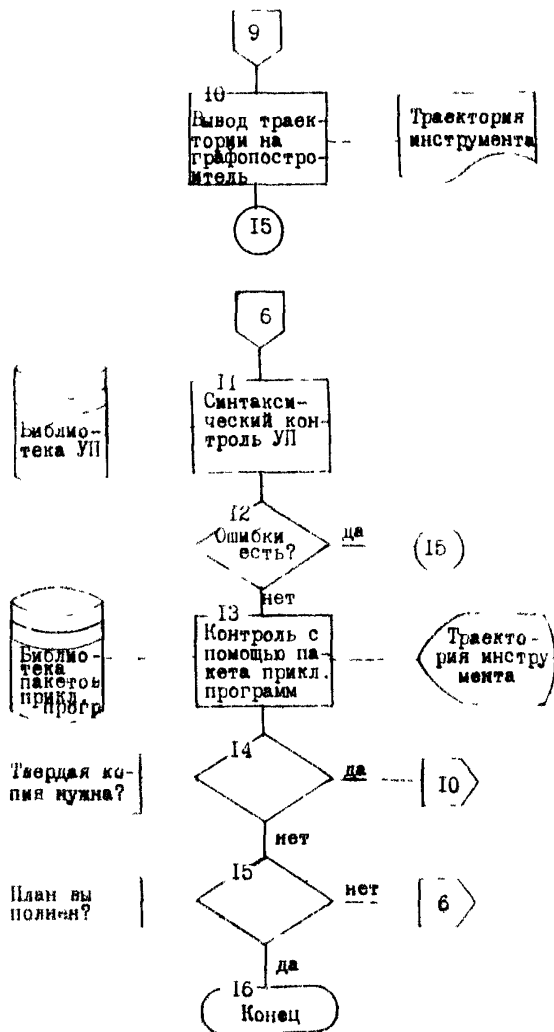 9
10
Вывод траек-
тории на
графопостро-
итель
Траектория
инструмента
15
6
11
Синтакси-
ческий кон-
троль УП
Библио-
тека УП
12
Ошибки
есть?
да
(15)
нет
13
Контроль с
помощью па-
кета прикл.
программ
Библио-
тека
пакетов
прикл.
прогр
Траекто-
рия инстру-
мента
14
Твердая ко-
пия нужна?
да
10
нет
15
План вы
полнен?
нет
6
да
16
Конец